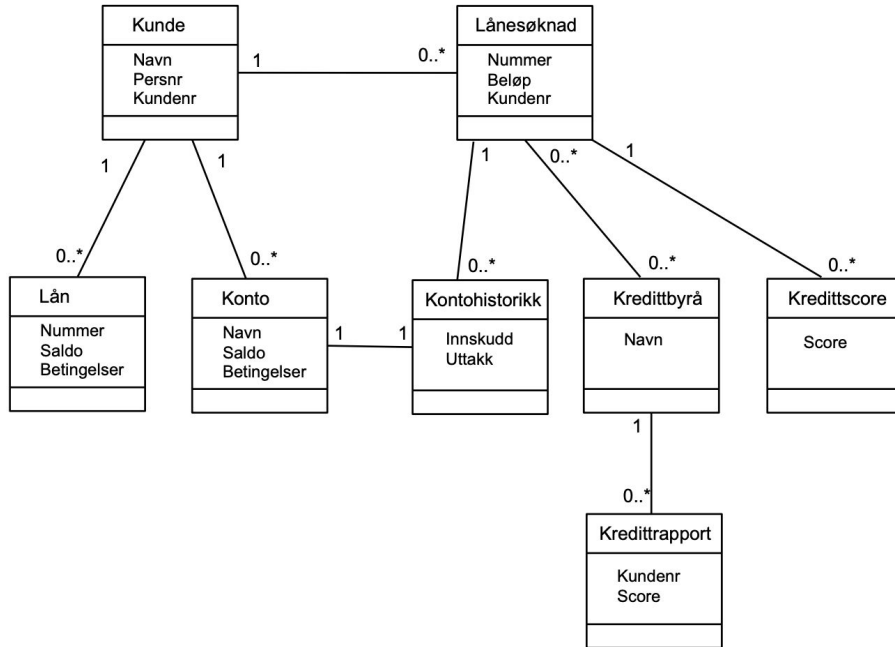 Kunde
Navn
Persnr
Kundenr
1
0..*
Lånesøknad
Nummer
Beløp
Kundenr
1
1
1
0..*
1
0..*
0..*
0..*
0..*
0..*
Lån
Nummer
Saldo
Betingelser
Konto
Navn
Saldo
Betingelser
1
1
Kontohistorikk
Innskudd
Uttakk
Kredittbyrå
Navn
Kredittscore
Score
1
0..*
Kredittrapport
Kundenr
Score